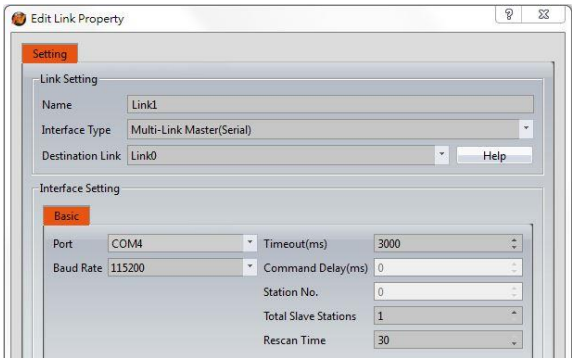 Edit Link Property
Setting
Link Setting
Name Link1
Interface Type Multi-Link Master(Serial)
Destination Link Link0 Help
Interface Setting
Basic
Port COM4 Timeout(ms) 3000
Baud Rate 115200 Command Delay(ms) 0
Station No. 0
Total Slave Stations 1
Rescan Time 30